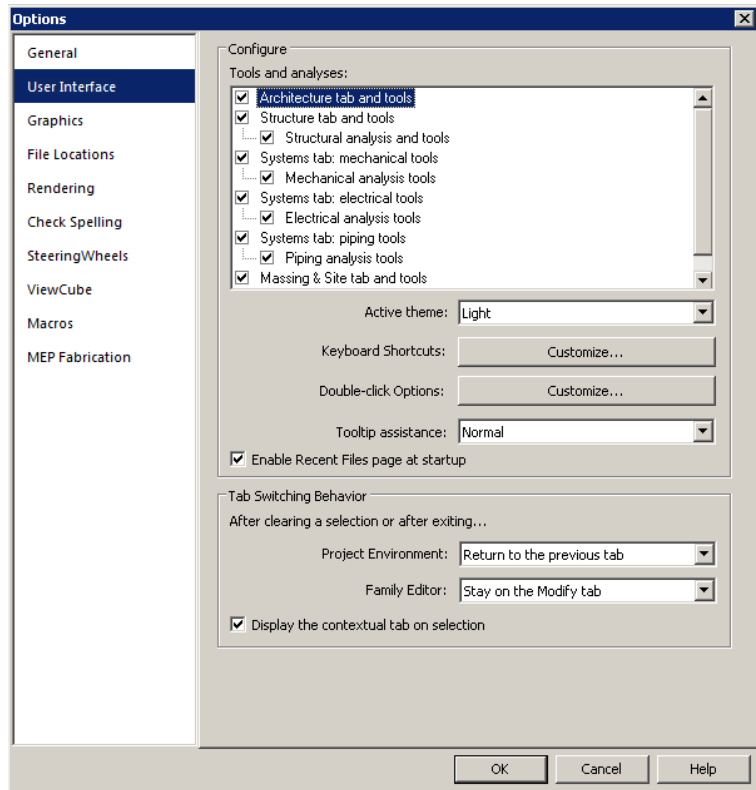 Options
General
User Interface
Graphics
File Locations
Rendering
Check Spelling
SteeringWheels
ViewCube
Macros
MEP Fabrication
Configure
Tools and analyses:
Architecture tab and tools
Structure tab and tools
Structural analysis and tools
Systems tab: mechanical tools
Mechanical analysis tools
Systems tab: electrical tools
Electrical analysis tools
Systems tab: piping tools
Piping analysis tools
Massing & Site tab and tools
Active theme: Light
Keyboard Shortcuts: Customize...
Double-click Options: Customize...
Tooltip assistance: Normal
Enable Recent Files page at startup
Tab Switching Behavior
After clearing a selection or after exiting...
Project Environment: Return to the previous tab
Family Editor: Stay on the Modify tab
Display the contextual tab on selection
OK Cancel Help